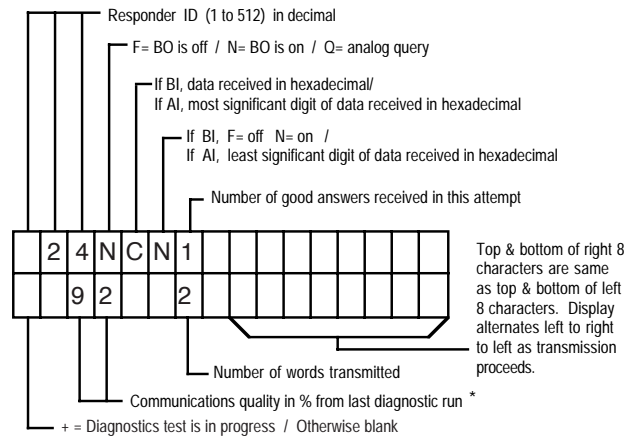 Responder ID (1 to 512) in decimal
F= BO is off / N= BO is on / Q= analog query
If BI, data received in hexadecimal/
If AI, most significant digit of data received in hexadecimal
If BI, F= off N= on /
If AI, least significant digit of data received in hexadecimal
Number of good answers received in this attempt
2 4 N C N 1
9 2 2
Top & bottom of right 8
characters are same
as top & bottom of left
8 characters. Display
alternates left to right
to left as transmission
proceeds.
Number of words transmitted
Communications quality in % from last diagnostic run *
+ = Diagnostics test is in progress / Otherwise blank